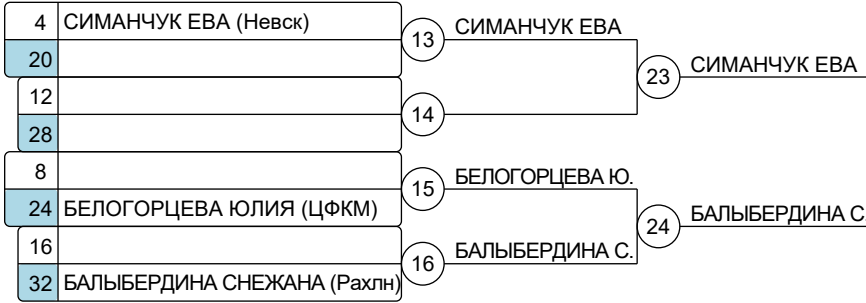 4 СИМАНЧУК ЕВА (Невск)
13 СИМАНЧУК ЕВА
20
23 СИМАНЧУК ЕВА
12
14
28
8
15 БЕЛОГОРЦЕВА Ю.
24 БЕЛОГОРЦЕВА ЮЛИЯ (ЦФКМ)
24 БАЛЫБЕРДИНА С
16
16 БАЛЫБЕРДИНА С.
32 БАЛЫБЕРДИНА СНЕЖАНА (Рахлн)